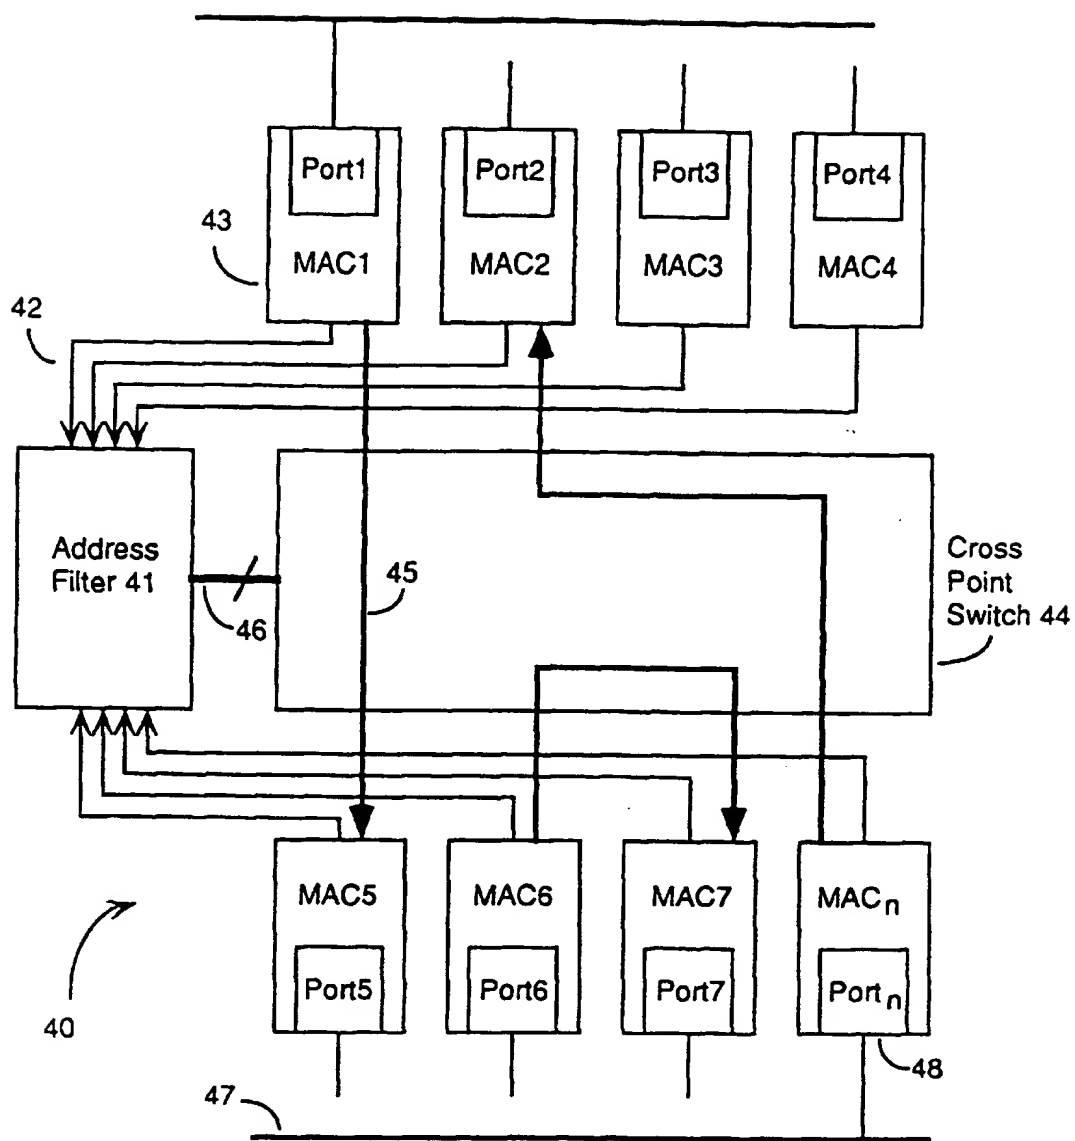 Port1
Port2
Port3
Port4
43
MAC1
MAC2
MAC3
MAC4
42
Address
Filter 41
45
46
Cross
Point
Switch 44
MAC5
MAC6
MAC7
MACn
Port5
Port6
Port7
Portn
40
48
47